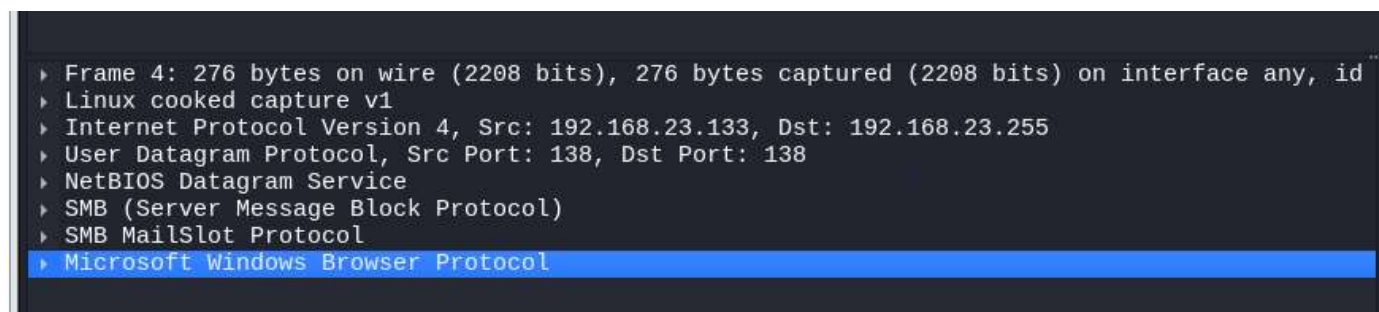 Frame 4: 276 bytes on wire (2208 bits), 276 bytes captured (2208 bits) on interface any, id
Linux cooked capture v1
Internet Protocol Version 4, Src: 192.168.23.133, Dst: 192.168.23.255
User Datagram Protocol, Src Port: 138, Dst Port: 138
NetBIOS Datagram Service
SMB (Server Message Block Protocol)
SMB MailSlot Protocol
Microsoft Windows Browser Protocol